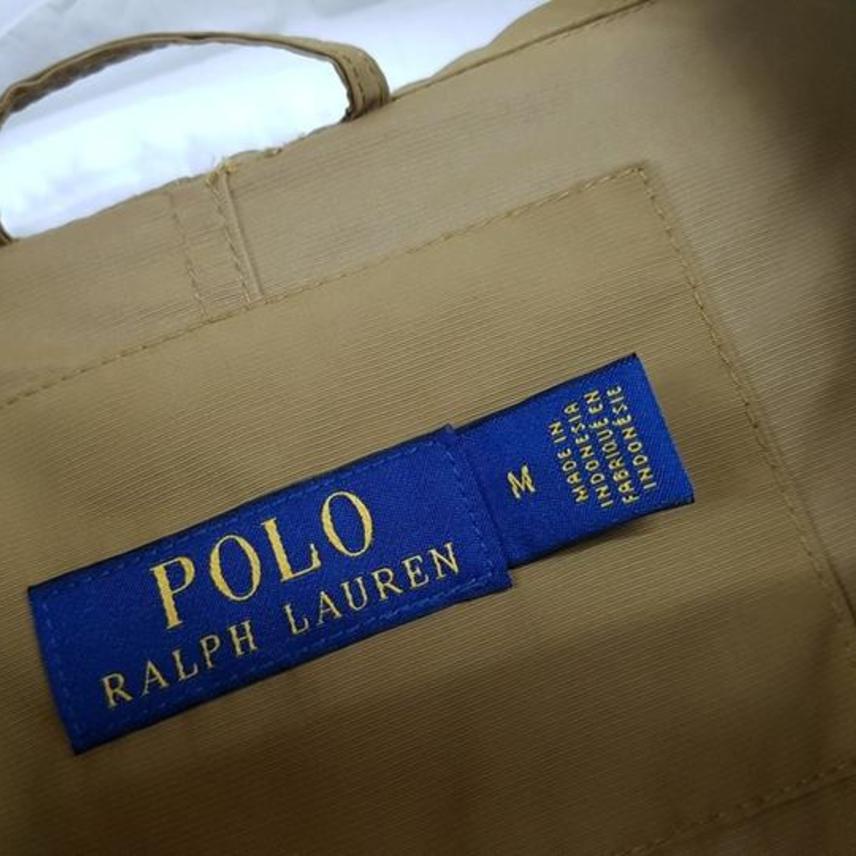 POLO
RALPH LAUREN
M
MADE IN
INDONESIA
FABRIQUÉ EN
INDONÉSIE